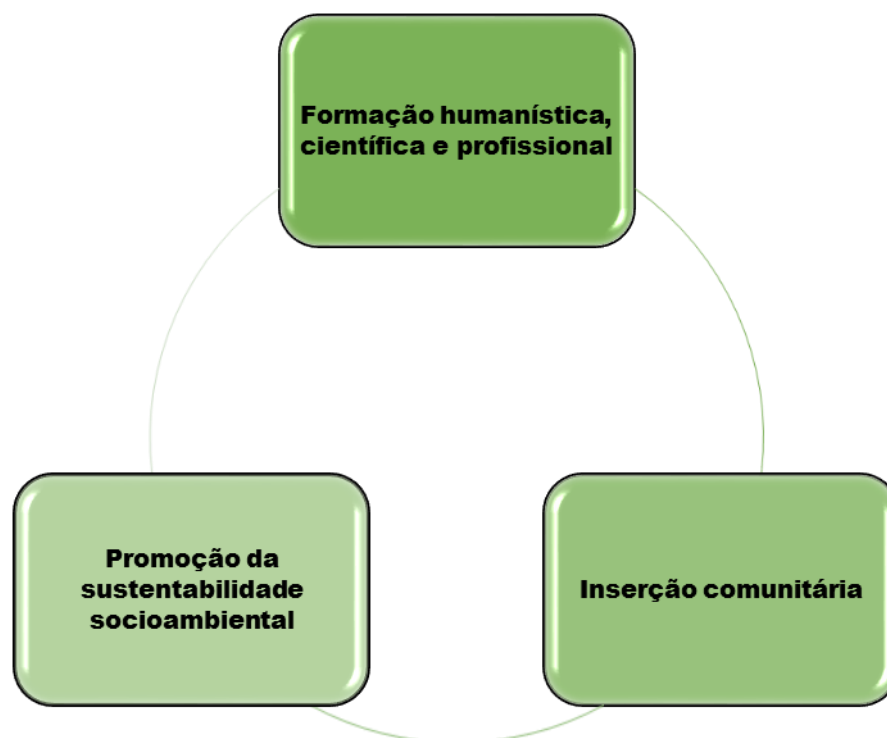 Formação humanística,
científica e profissional
Promoção da
sustentabilidade
socioambiental
Inserção comunitária